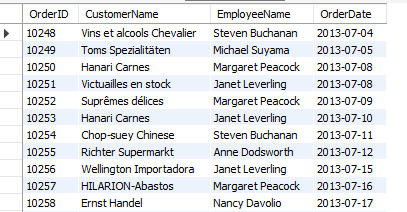 OrderID CustomerName EmployeeName OrderDate
10248 Vins et alcools Chevalier Steven Buchanan 2013-07-04
10249 Toms Spezialitäten Michael Suyama 2013-07-05
10250 Hanari Carnes Margaret Peacock 2013-07-08
10251 Victuailles en stock Janet Leverling 2013-07-08
10252 Suprêmes délices Margaret Peacock 2013-07-09
10253 Hanari Carnes Janet Leverling 2013-07-10
10254 Chop-suey Chinese Steven Buchanan 2013-07-11
10255 Richter Supermarkt Anne Dodsworth 2013-07-12
10256 Wellington Importadora Janet Leverling 2013-07-15
10257 HILARION-Abastos Margaret Peacock 2013-07-16
10258 Ernst Handel Nancy Davolio 2013-07-17